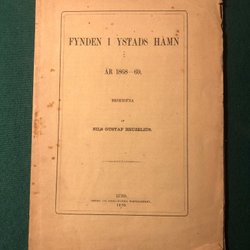 FYNDEN I YSTADS HAMN
ÅR 1868–69,
BESKRIFNA
AF
NILS GUSTAF BRUZELIUS.
LUND,
1870.